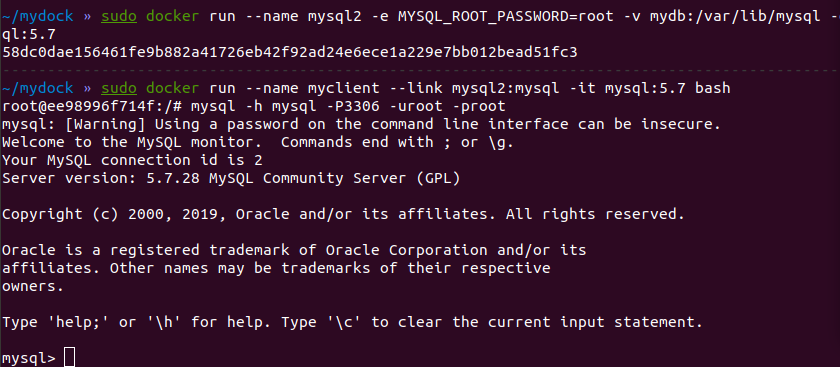 ~/mydock » sudo docker run --name mysql2 -e MYSQL_ROOT_PASSWORD=root -v mydb:/var/lib/mysql -
ql:5.7
58dc0dae156461fe9b882a41726eb42f92ad24e6ece1a229e7bb012bead51fc3
~/mydock » sudo docker run --name myclient --link mysql2:mysql -it mysql:5.7 bash
root@ee98996f714f:/# mysql -h mysql -P3306 -uroot -proot
mysql: [Warning] Using a password on the command line interface can be insecure.
Welcome to the MySQL monitor.  Commands end with ; or \g.
Your MySQL connection id is 2
Server version: 5.7.28 MySQL Community Server (GPL)
Copyright (c) 2000, 2019, Oracle and/or its affiliates. All rights reserved.
Oracle is a registered trademark of Oracle Corporation and/or its
affiliates. Other names may be trademarks of their respective
owners.
Type 'help;' or '\h' for help. Type '\c' to clear the current input statement.
mysql>